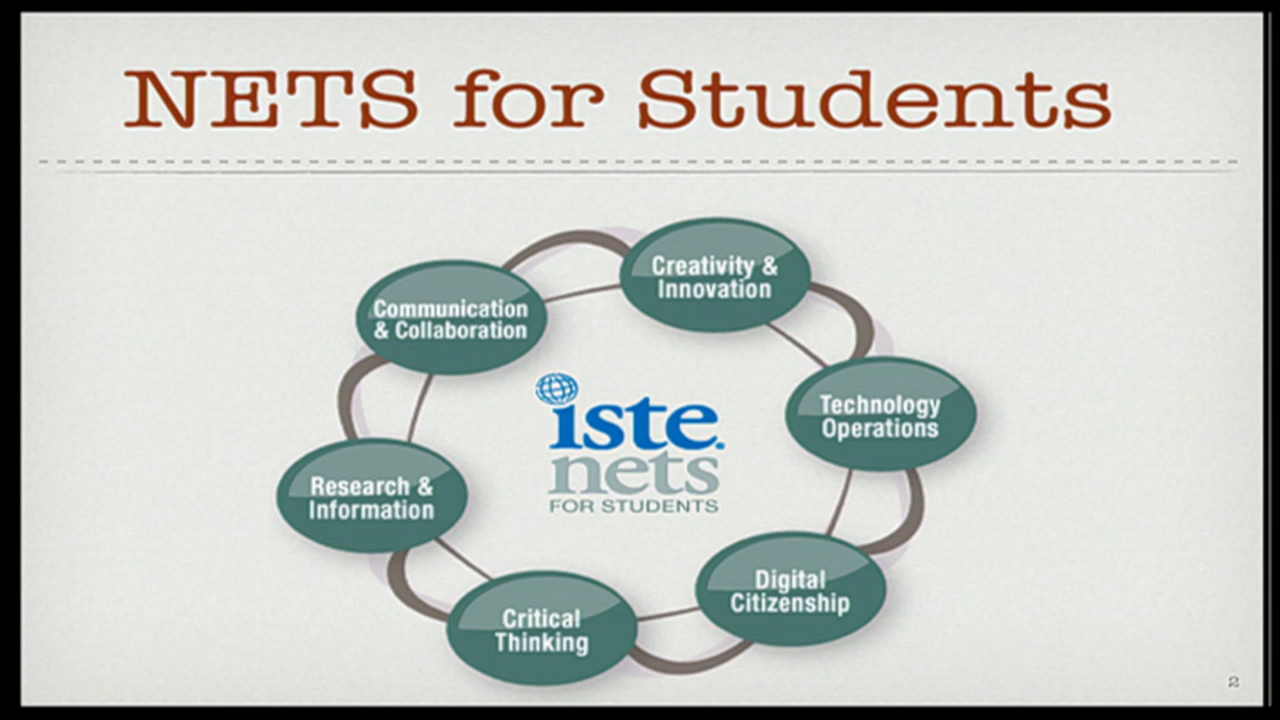 NETS for Students
Creativity &
Innovation
Communication
& Collaboration
Technology
Operations
iste.
nets
FOR STUDENTS
Research &
Information
Digital
Citizenship
Critical
Thinking
2